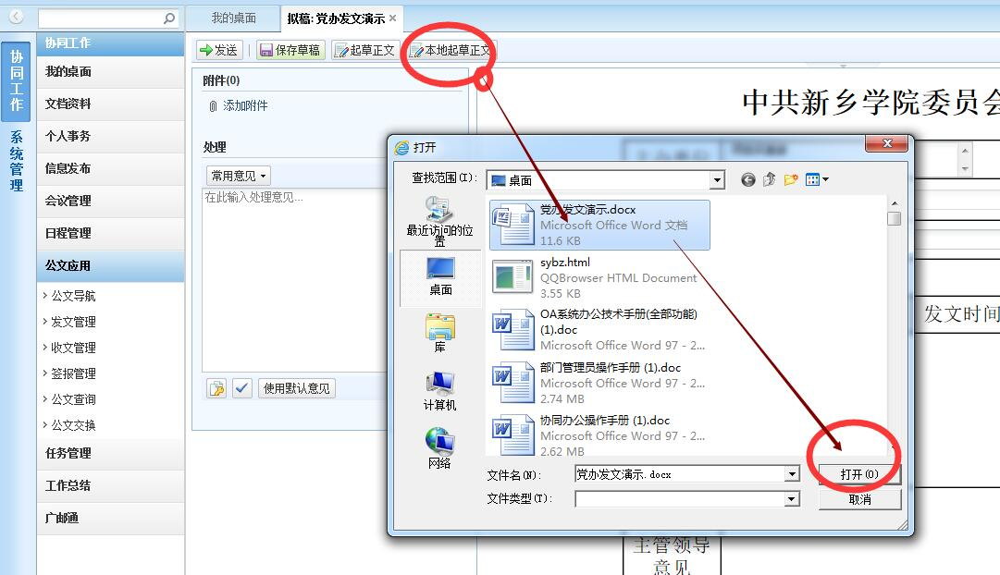 我的桌面
拟稿: 党办发文演示
协同工作
系统管理
协同工作
我的桌面
文档资料
个人事务
信息发布
会议管理
日程管理
公文应用
公文导航
发文管理
收文管理
签报管理
公文查询
公文交换
任务管理
工作总结
广邮通
发送
保存草稿
起草正文
本地起草正文
附件(0)
添加附件
处理
常用意见
在此输入处理意见...
使用默认意见
中共新乡学院委员会
发文时间
主管领导
意见
打开
查找范围(I):
桌面
最近访问的位
置
桌面
库
计算机
网络
党办发文演示.docx
Microsoft Office Word 文档
11.6 KB
sybz.html
QQBrowser HTML Document
3.55 KB
OA系统办公技术手册(全部功能)
(1).doc
Microsoft Office Word 97 - 2...
部门管理员操作手册 (1).doc
Microsoft Office Word 97 - 2...
2.74 MB
协同办公操作手册 (1).doc
Microsoft Office Word 97 - 2...
2.62 MB
文件名(N):
党办发文演示.docx
打开(O)
文件类型(T):
取消